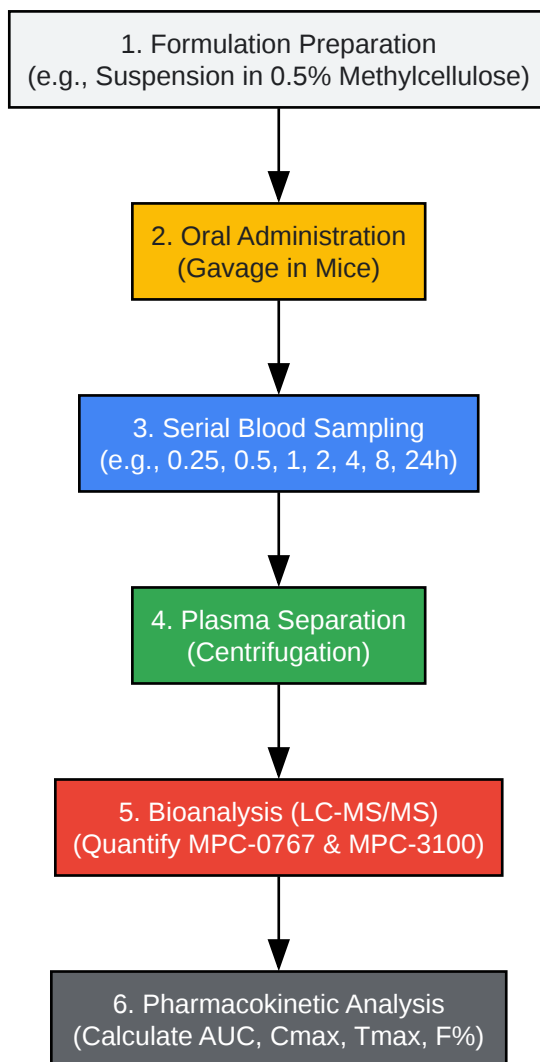 1. Formulation Preparation
(e.g., Suspension in 0.5% Methylcellulose)
2. Oral Administration
(Gavage in Mice)
3. Serial Blood Sampling
(e.g., 0.25, 0.5, 1, 2, 4, 8, 24h)
4. Plasma Separation
(Centrifugation)
5. Bioanalysis (LC-MS/MS)
(Quantify MPC-0767 & MPC-3100)
6. Pharmacokinetic Analysis
(Calculate AUC, Cmax, Tmax, F%)